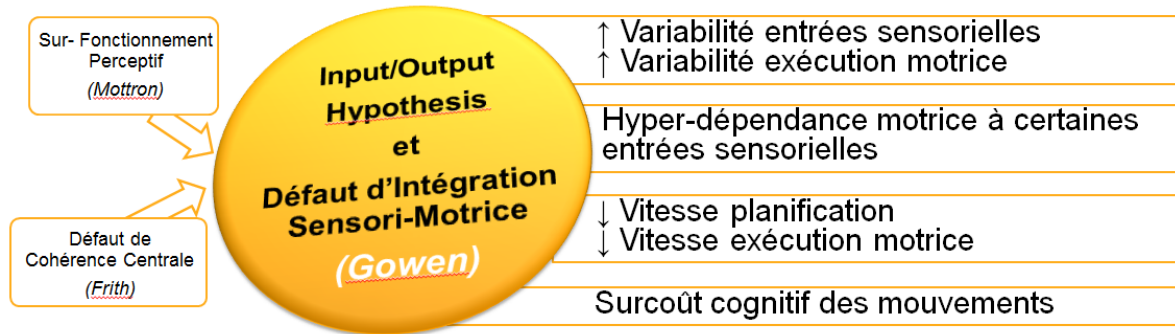 Sur- Fonctionnement
Perceptif
(Mottron)
Défaut de
Cohérence Centrale
(Frith)
Input/Output
Hypothesis
et
Défaut d'Intégration
Sensori-Motrice
(Gowen)
↑ Variabilité entrées sensorielles
↑ Variabilité exécution motrice
Hyper-dépendance motrice à certaines
entrées sensorielles
↓ Vitesse planification
↓ Vitesse exécution motrice
Surcoût cognitif des mouvements